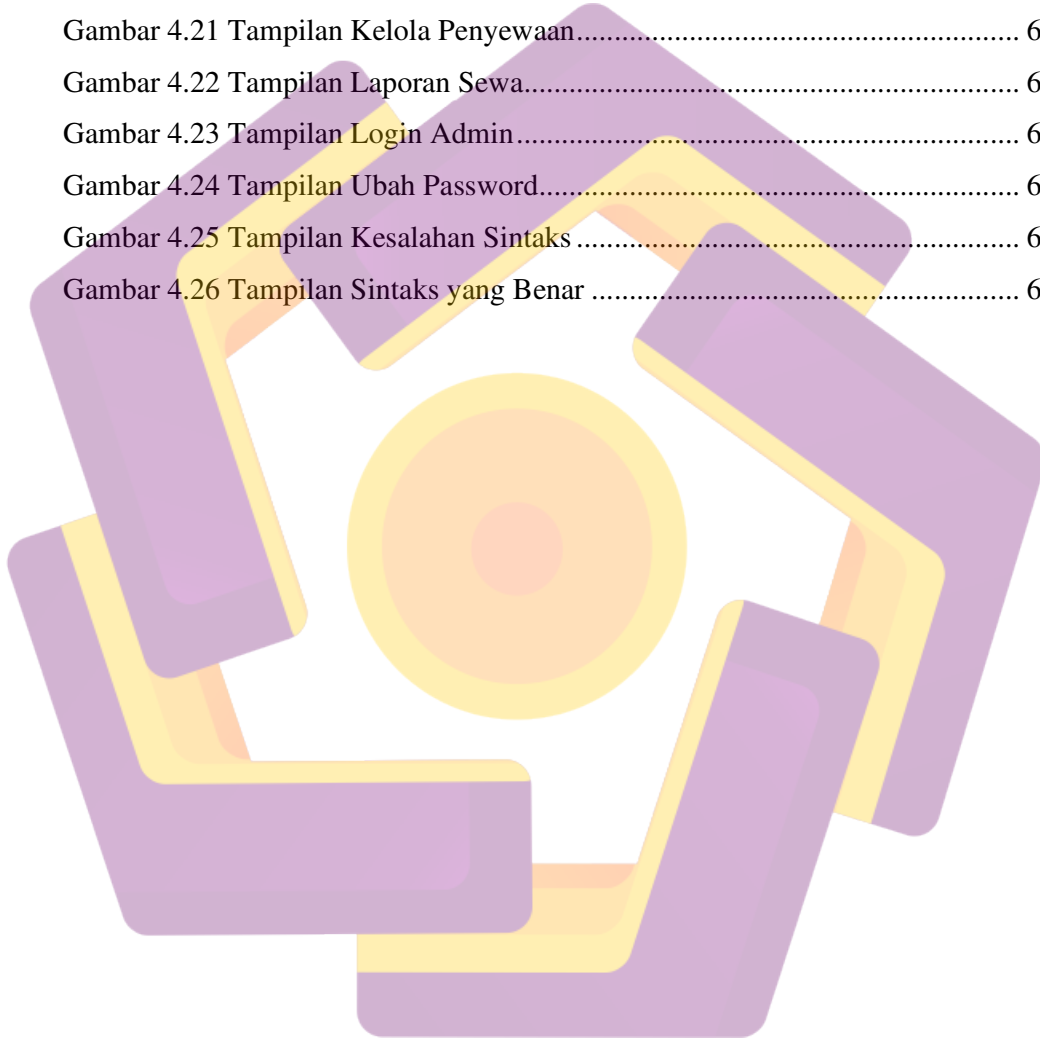 Gambar 4.21 Tampilan Kelola Penyewaan.......................................................... 6
Gambar 4.22 Tampilan Laporan Sewa................................................................. 6
Gambar 4.23 Tampilan Login Admin.................................................................. 6
Gambar 4.24 Tampilan Ubah Password............................................................... 6
Gambar 4.25 Tampilan Kesalahan Sintaks .......................................................... 6
Gambar 4.26 Tampilan Sintaks yang Benar ........................................................ 6